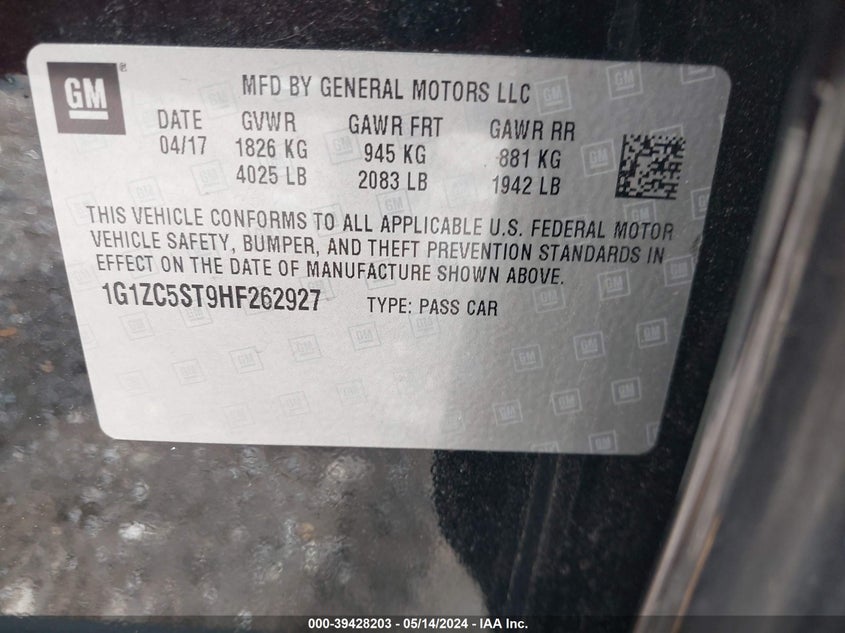 GM® MFD BY GENERAL MOTORS LLC
DATE GVWR GAWR FRT GAWR RR
04/17 1826 KG 945 KG 881 KG
4025 LB 2083 LB 1942 LB
THIS VEHICLE CONFORMS TO ALL APPLICABLE U.S. FEDERAL MOTOR
VEHICLE SAFETY, BUMPER, AND THEFT PREVENTION STANDARDS IN
EFFECT ON THE DATE OF MANUFACTURE SHOWN ABOVE.
1G1ZC5ST9HF262927 TYPE: PASS CAR
000-39428203 - 05/14/2024 - IAA Inc.